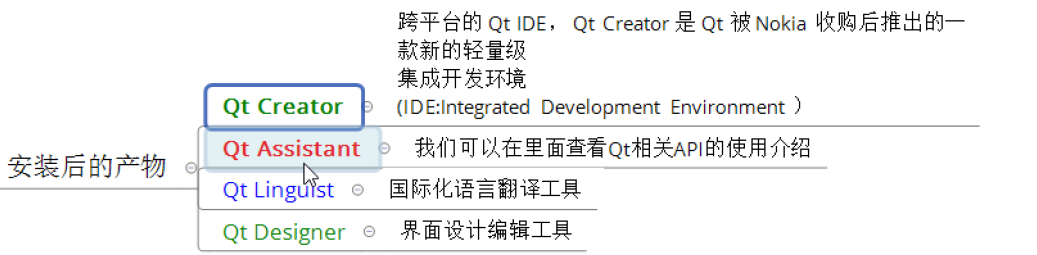 跨平台的 Qt IDE， Qt Creator 是 Qt 被 Nokia 收购后推出的一
款新的轻量级
集成开发环境
Qt Creator (IDE:Integrated Development Environment ）
Qt Assistant 我们可以在里面查看Qt相关API的使用介绍
安装后的产物
Qt Linguist 国际化语言翻译工具
Qt Designer 界面设计编辑工具